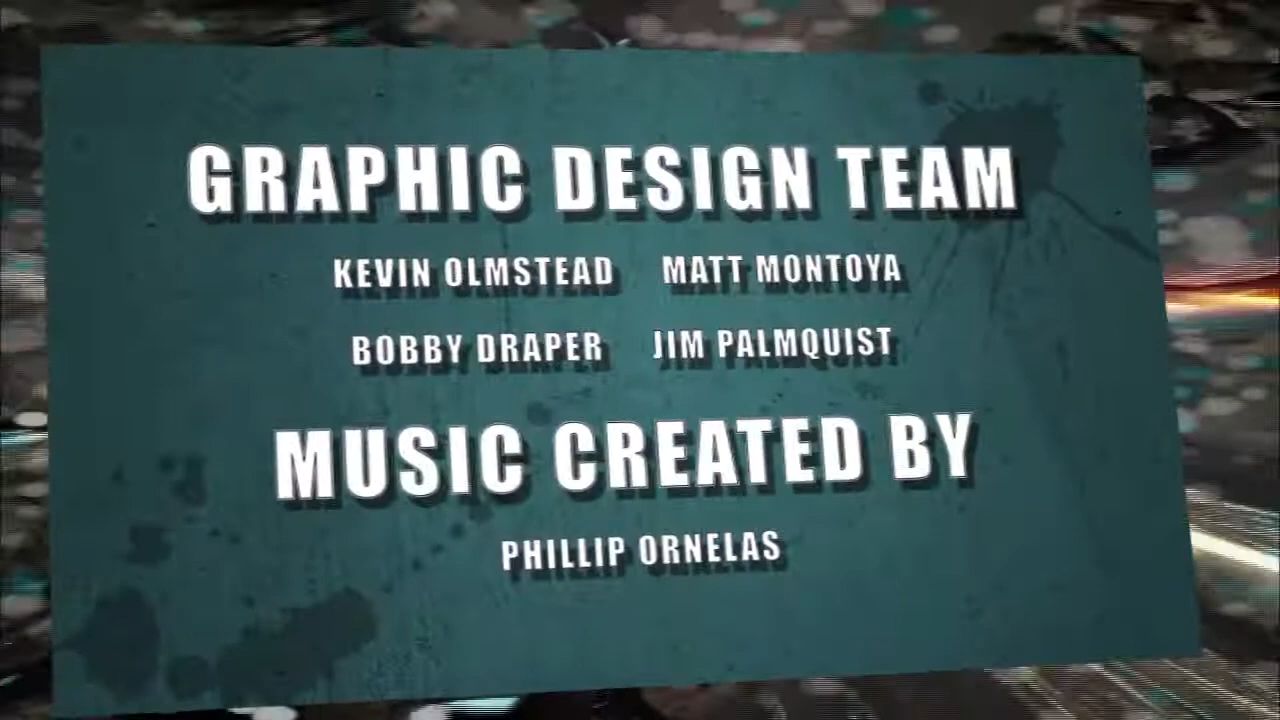 GRAPHIC DESIGN TEAM
KEVIN OLMSTEAD MATT MONTOYA
BOBBY DRAPER JIM PALMQUIST
MUSIC CREATED BY
PHILLIP ORNELAS